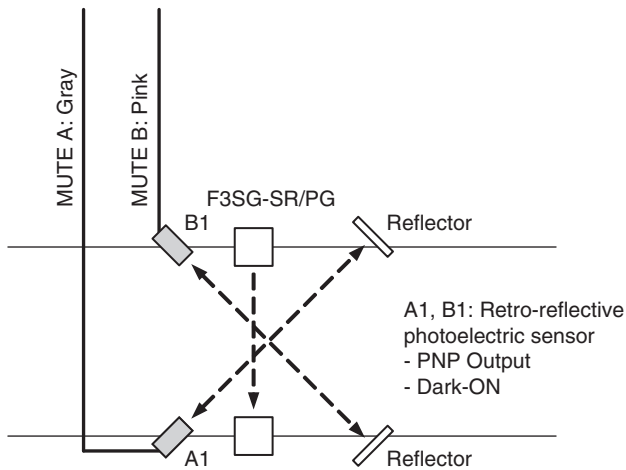 MUTE A: Gray
MUTE B: Pink
F3SG-SR/PG
B1
Reflector
A1, B1: Retro-reflective
photoelectric sensor
- PNP Output
- Dark-ON
A1
Reflector